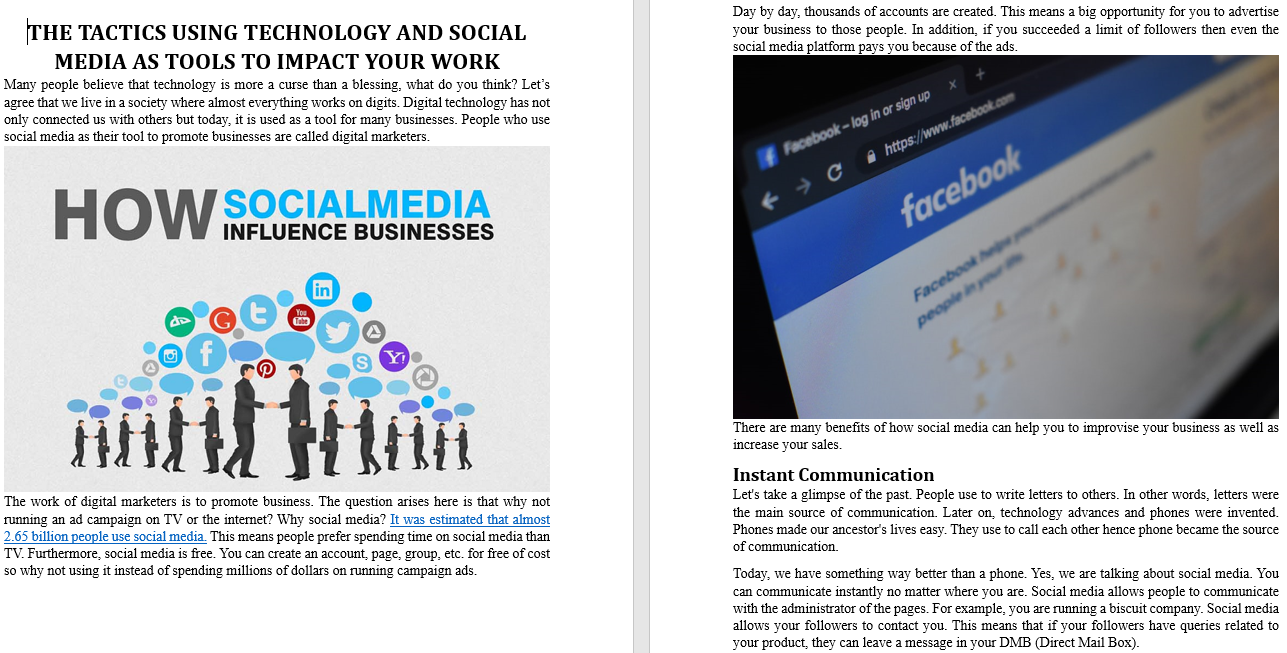 THE TACTICS USING TECHNOLOGY AND SOCIAL
MEDIA AS TOOLS TO IMPACT YOUR WORK
Many people believe that technology is more a curse than a blessing, what do you think? Let’s
agree that we live in a society where almost everything works on digits. Digital technology has not
only connected us with others but today, it is used as a tool for many businesses. People who use
social media as their tool to promote businesses are called digital marketers.
HOW SOCIALMEDIA
INFLUENCE BUSINESSES
in
G
t
You
Tube
f
Y!
S
t
Y!
The work of digital marketers is to promote business. The question arises here is that why not
running an ad campaign on TV or the internet? Why social media? It was estimated that almost
2.65 billion people use social media. This means people prefer spending time on social media than
TV. Furthermore, social media is free. You can create an account, page, group, etc. for free of cost
so why not using it instead of spending millions of dollars on running campaign ads.
Day by day, thousands of accounts are created. This means a big opportunity for you to advertise
your business to those people. In addition, if you succeeded a limit of followers then even the
social media platform pays you because of the ads.
Facebook – log in or sign up
https://www.facebook.com
facebook
Facebook helps you connect
people in your life.
There are many benefits of how social media can help you to improvise your business as well as
increase your sales.
Instant Communication
Let's take a glimpse of the past. People use to write letters to others. In other words, letters were
the main source of communication. Later on, technology advances and phones were invented.
Phones made our ancestor's lives easy. They use to call each other hence phone became the source
of communication.
Today, we have something way better than a phone. Yes, we are talking about social media. You
can communicate instantly no matter where you are. Social media allows people to communicate
with the administrator of the pages. For example, you are running a biscuit company. Social media
allows your followers to contact you. This means that if your followers have queries related to
your product, they can leave a message in your DMB (Direct Mail Box).